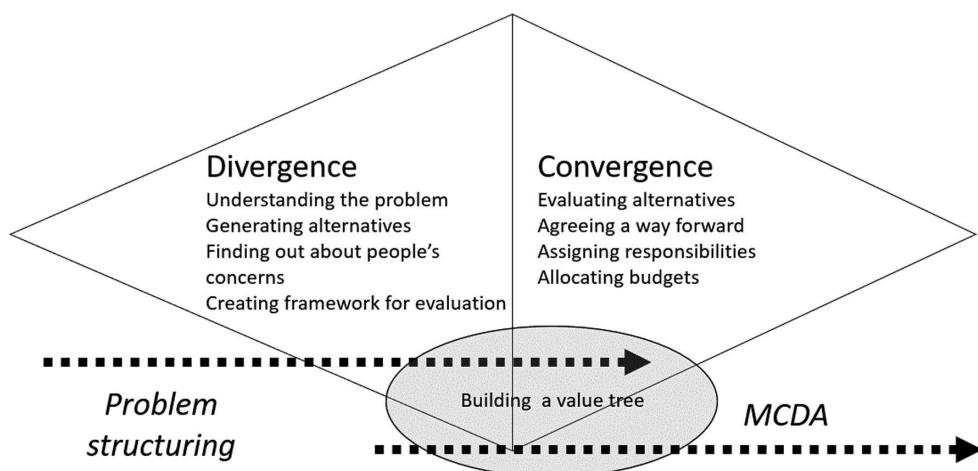 Divergence
Understanding the problem
Generating alternatives
Finding out about people’s
concerns
Creating framework for evaluation
Convergence
Evaluating alternatives
Agreeing a way forward
Assigning responsibilities
Allocating budgets
Building a value tree
Problem
structuring
MCDA